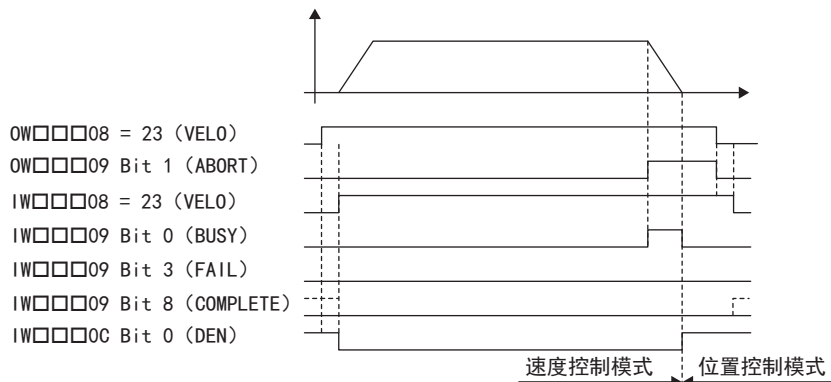 OW□□□08 = 23 (VELO)
OW□□□09 Bit 1 (ABORT)
IW□□□08 = 23 (VELO)
IW□□□09 Bit 0 (BUSY)
IW□□□09 Bit 3 (FAIL)
IW□□□09 Bit 8 (COMPLETE)
IW□□□0C Bit 0 (DEN)
速度控制模式 位置控制模式